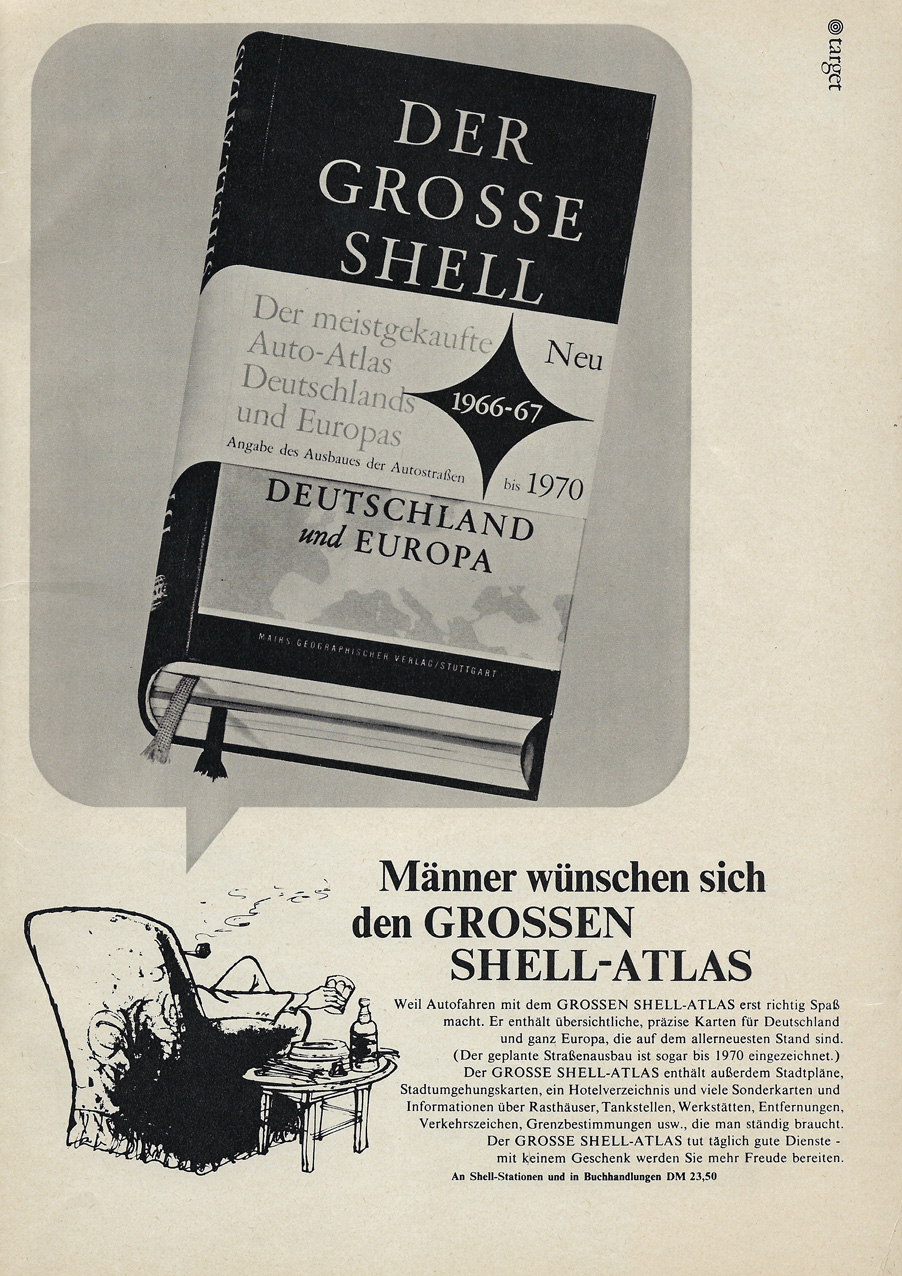 target
DER
GROSSE
SHELL
Der meistgekaufte
Auto-Atlas
Deutschlands
und Europas
Angabe des Ausbaues der Autostraßen
Neu
1966-67
bis 1970
DEUTSCHLAND
und EUROPA
MAIRS GEOGRAPHISCHER VERLAG/STUTTGART
Männer wünschen sich
den GROSSEN
SHELL-ATLAS
Weil Autofahren mit dem GROSSEN SHELL-ATLAS erst richtig Spaß
macht. Er enthält übersichtliche, präzise Karten für Deutschland
und ganz Europa, die auf dem allerneuesten Stand sind.
(Der geplante Straßenausbau ist sogar bis 1970 eingezeichnet.)
Der GROSSE SHELL-ATLAS enthält außerdem Stadtpläne,
Stadtumgehungskarten, ein Hotelverzeichnis und viele Sonderkarten und
Informationen über Rasthäuser, Tankstellen, Werkstätten, Entfernungen,
Verkehrszeichen, Grenzbestimmungen usw., die man ständig braucht.
Der GROSSE SHELL-ATLAS tut täglich gute Dienste -
mit keinem Geschenk werden Sie mehr Freude bereiten.
An Shell-Stationen und in Buchhandlungen DM 23,50